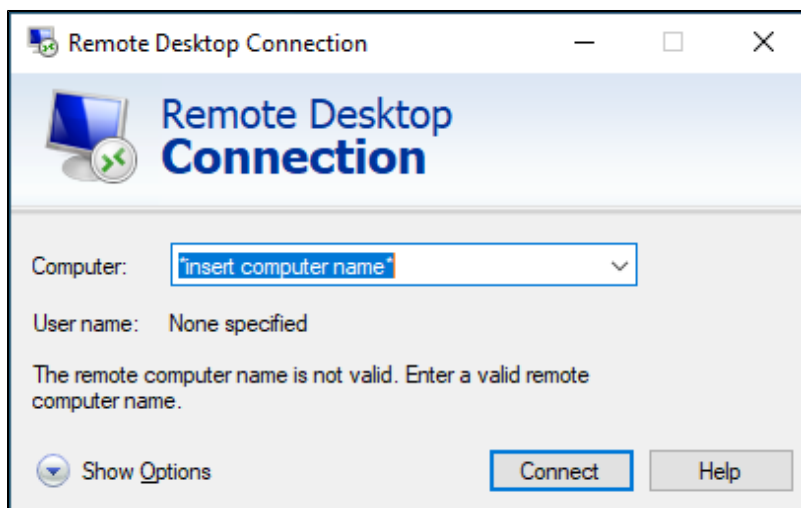 Remote Desktop Connection
Remote Desktop
Connection
Computer: *insert computer name*
User name: None specified
The remote computer name is not valid. Enter a valid remote
computer name.
Show Options Connect Help